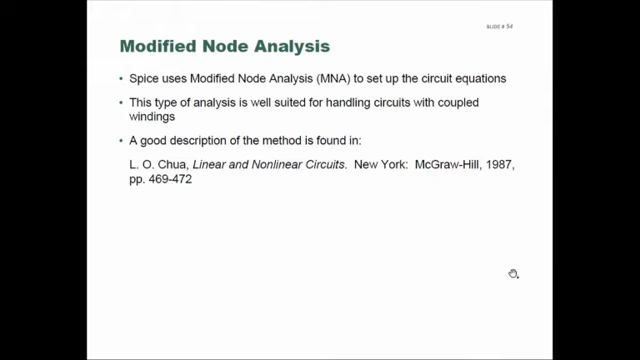 SLIDE # 54
Modified Node Analysis
• Spice uses Modified Node Analysis (MNA) to set up the circuit equations
• This type of analysis is well suited for handling circuits with coupled
windings
• A good description of the method is found in:
L. O. Chua, Linear and Nonlinear Circuits. New York: McGraw-Hill, 1987,
pp. 469-472